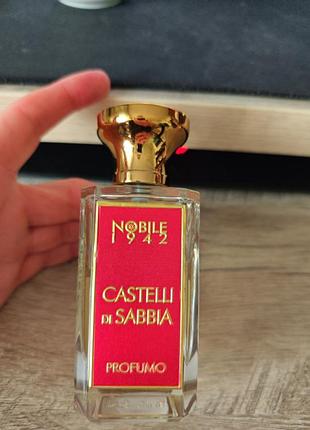 NOBILE
1942
CASTELLI
DI SABBIA
PROFUMO